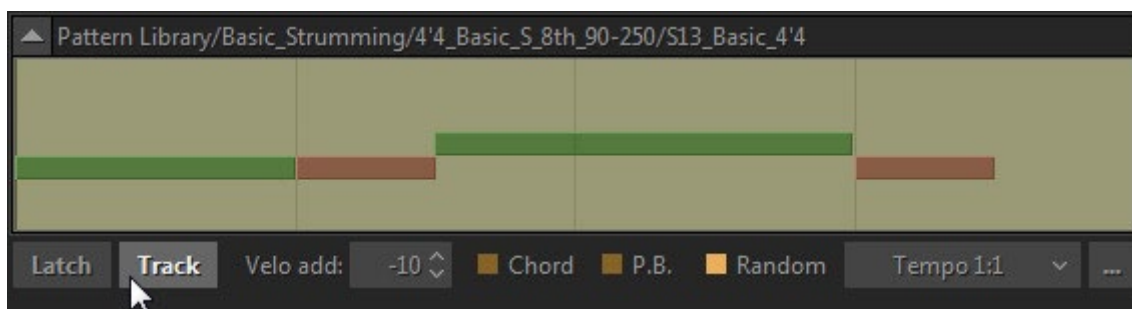 Pattern Library/Basic_Strumming/4'4_Basic_S_8th_90-250/S13_Basic_4'4
Latch Track Velo add: -10 Chord P.B. Random Tempo 1:1 ...